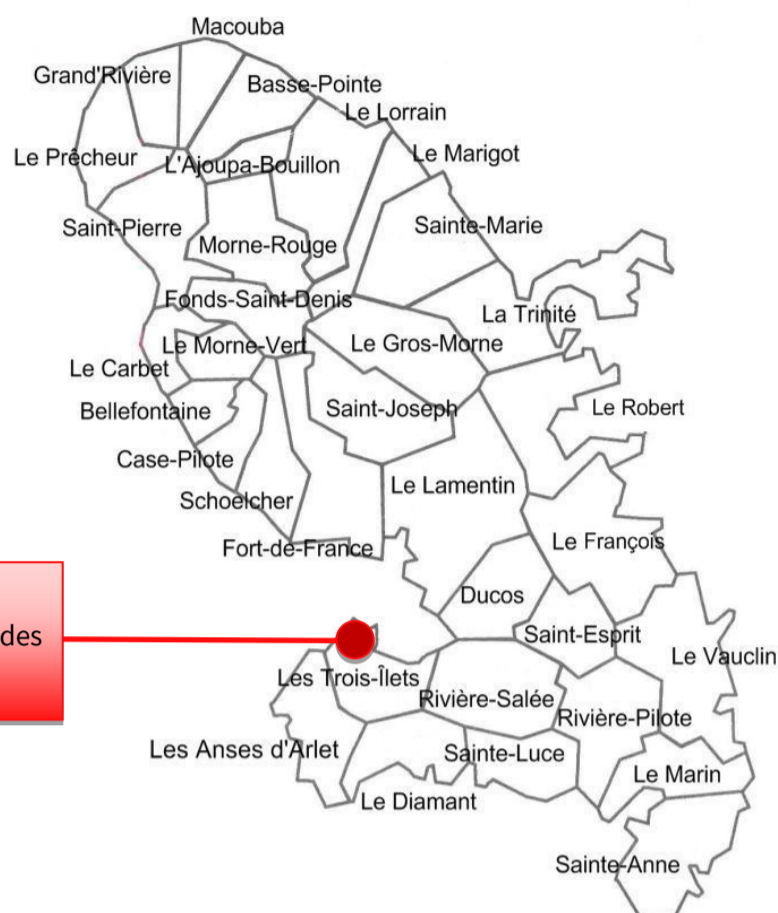 Macouba
Grand'Rivière
Basse-Pointe
Le Lorrain
Le Prêcheur
L'Ajoupa-Bouillon
Le Marigot
Saint-Pierre
Morne-Rouge
Sainte-Marie
Fonds-Saint-Denis
La Trinité
Le Morne-Vert
Le Gros-Morne
Le Carbet
Bellefontaine
Saint-Joseph
Le Robert
Case-Pilote
Schoelcher
Le Lamentin
Fort-de-France
Le François
Ducos
des
Saint-Esprit
Le Vauclin
Les Trois-Îlets
Rivière-Salée
Rivière-Pilote
Les Anses d'Arlet
Sainte-Luce
Le Marin
Le Diamant
Sainte-Anne